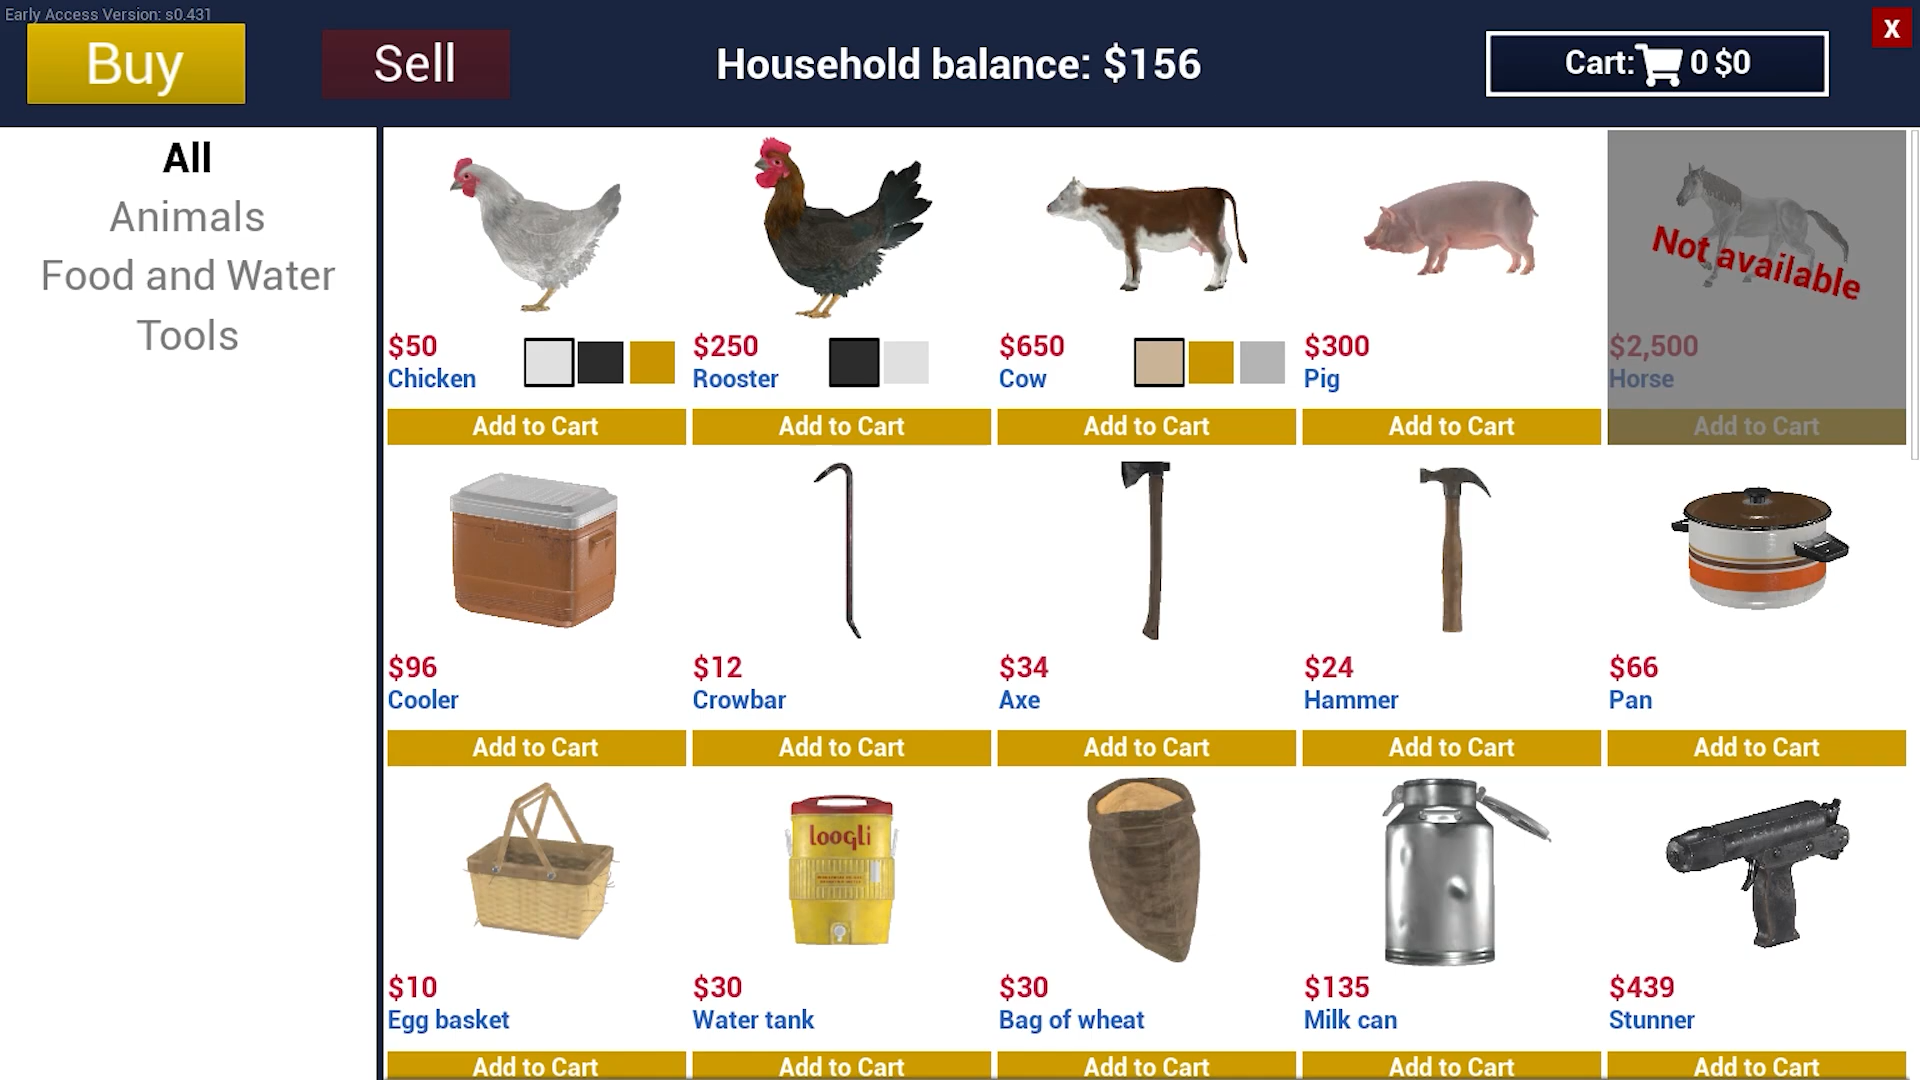 Early Access Version: s0.431
Buy
Sell
Household balance: $156
Cart: 0 $0
X
All
Animals
Food and Water
Tools
$50
Chicken
Add to Cart
$250
Rooster
Add to Cart
$650
Cow
Add to Cart
$300
Pig
Add to Cart
Not available
$2,500
Horse
Add to Cart
$96
Cooler
Add to Cart
$12
Crowbar
Add to Cart
$34
Axe
Add to Cart
$24
Hammer
Add to Cart
$66
Pan
Add to Cart
$10
Egg basket
Add to Cart
loogli
$30
Water tank
Add to Cart
$30
Bag of wheat
Add to Cart
$135
Milk can
Add to Cart
$439
Stunner
Add to Cart